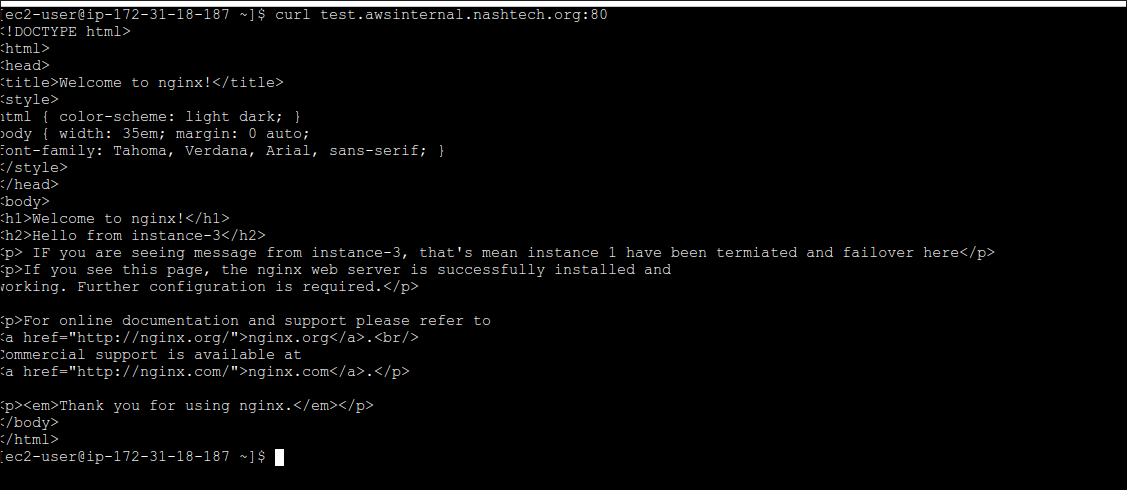 [ec2-user@ip-172-31-18-187 ~]$ curl test.awsinternal.nashtech.org:80
<!DOCTYPE html>
<html>
<head>
<title>Welcome to nginx!</title>
<style>
html { color-scheme: light dark; }
body { width: 35em; margin: 0 auto;
font-family: Tahoma, Verdana, Arial, sans-serif; }
</style>
</head>
<body>
<h1>Welcome to nginx!</h1>
<h2>Hello from instance-3</h2>
<p> IF you are seeing message from instance-3, that's mean instance 1 have been termiated and failover here</p>
<p>If you see this page, the nginx web server is successfully installed and
working. Further configuration is required.</p>

<p>For online documentation and support please refer to
<a href="http://nginx.org/">nginx.org</a>.<br/>
Commercial support is available at
<a href="http://nginx.com/">nginx.com</a>.</p>

<p><em>Thank you for using nginx.</em></p>
</body>
</html>
[ec2-user@ip-172-31-18-187 ~]$